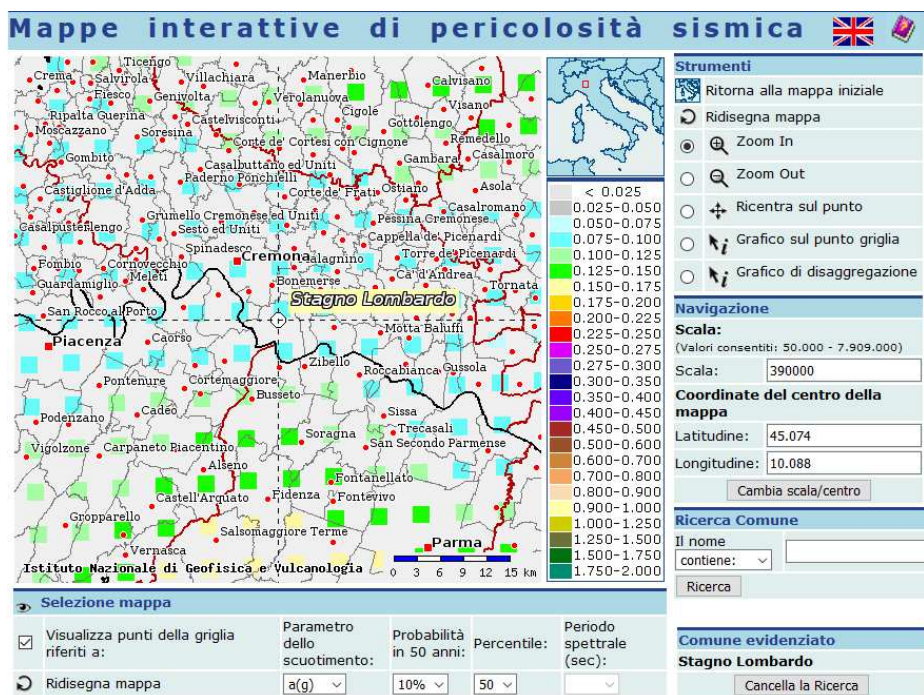 Mappe interattive di pericolosità sismica
Ticengo
Crema
Salvirola
Villachiara
Manerbio
Calvisano
Fiesco
Genivolta
Verolanuova
Visano
Ripalta Guerina
Castelvisconti
Cigole
Gottolengo
Moscazzano
Soresina
Corte de' Cortesi con Cignone
Remedello
Gombito
Casalbuttano ed Uniti
Gambara
Casalmoro
Paderno Ponchielli
Castiglione d'Adda
Corte de' Frati
Ostiano
Asola
Grumello Cremonese ed Uniti
Pessina Cremonese
Casalromano
Casalpusterlengo
Sesto ed Uniti
Cappella de' Picenardi
Spinadesco
Torre de' Picenardi
Fombio
Cornovecchio
Cremona
Malagnino
Guardamiglio
Meleti
Bonemerse
Ca' d'Andrea
Tornata
Stagno Lombardo
San Rocco al Porto
Motta Baluffi
Piacenza
Caorso
Zibello
Roccabianca
Gussola
Pontenure
Cortemaggiore
Busseto
Cadeo
Sissa
Podenzano
Trecasali
Soragna
Vigolzone
Carpaneto Piacentino
San Secondo Parmense
Alseno
Fontanellato
Castell'Arquato
Fidenza
Fontevivo
Gropparello
Salsomaggiore Terme
Vernasca
Parma
Istituto Nazionale di Geofisica e Vulcanologia
0 3 6 9 12 15 km
< 0.025
0.025-0.050
0.050-0.075
0.075-0.100
0.100-0.125
0.125-0.150
0.150-0.175
0.175-0.200
0.200-0.225
0.225-0.250
0.250-0.275
0.275-0.300
0.300-0.350
0.350-0.400
0.400-0.450
0.450-0.500
0.500-0.600
0.600-0.700
0.700-0.800
0.800-0.900
0.900-1.000
1.000-1.250
1.250-1.500
1.500-1.750
1.750-2.000
Strumenti
Ritorna alla mappa iniziale
Ridisegna mappa
Zoom In
Zoom Out
Ricentra sul punto
Grafico sul punto griglia
Grafico di disaggregazione
Navigazione
Scala:
(Valori consentiti: 50.000 - 7.909.000)
Scala: 390000
Coordinate del centro della
mappa
Latitudine: 45.074
Longitudine: 10.088
Cambia scala/centro
Ricerca Comune
Il nome
contiene:
Ricerca
Comune evidenziato
Stagno Lombardo
Cancella la Ricerca
Selezione mappa
Visualizza punti della griglia
riferiti a:
Parametro
dello
scuotimento:
Probabilità
in 50 anni:
Percentile:
Periodo
spettrale
(sec):
Ridisegna mappa
a(g)
10%
50